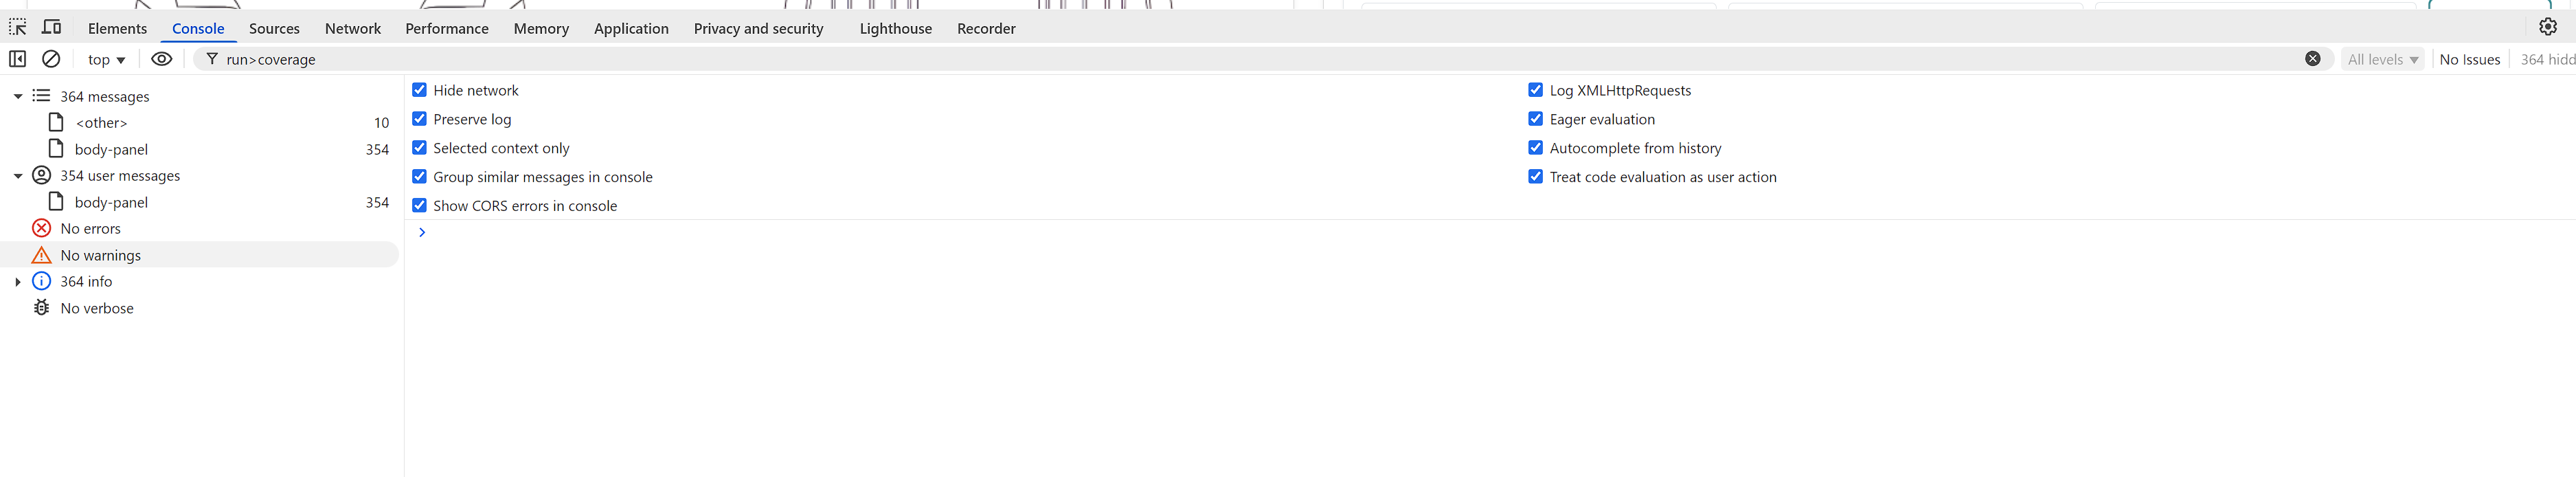 Elements Console Sources Network Performance Memory Application Privacy and security Lighthouse Recorder
top run>coverage All levels No Issues 364 hidd
364 messages
<other> 10
body-panel 354
354 user messages
body-panel 354
No errors
No warnings
364 info
No verbose
Hide network
Preserve log
Selected context only
Group similar messages in console
Show CORS errors in console
Log XMLHttpRequests
Eager evaluation
Autocomplete from history
Treat code evaluation as user action